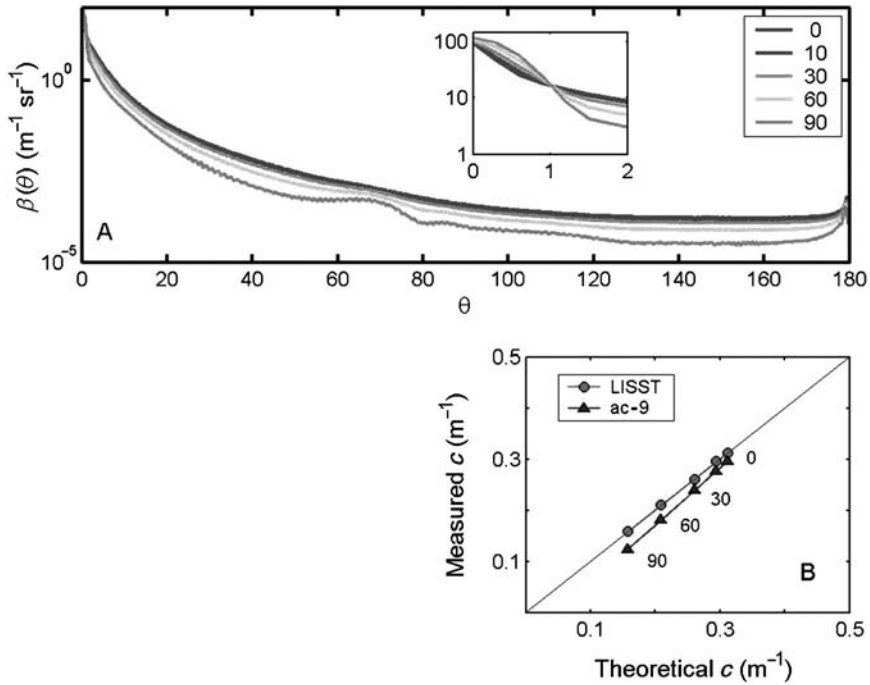 β(θ) (m⁻¹ sr⁻¹)
10⁰
10⁻⁵
A
0 20 40 60 80 100 120 140 160 180
θ
100
10
1
0 1 2
0
10
30
60
90
Measured c (m⁻¹)
0.5
0.3
0.1
LISST
ac-9
0
30
60
90
B
0.1 0.3 0.5
Theoretical c (m⁻¹)